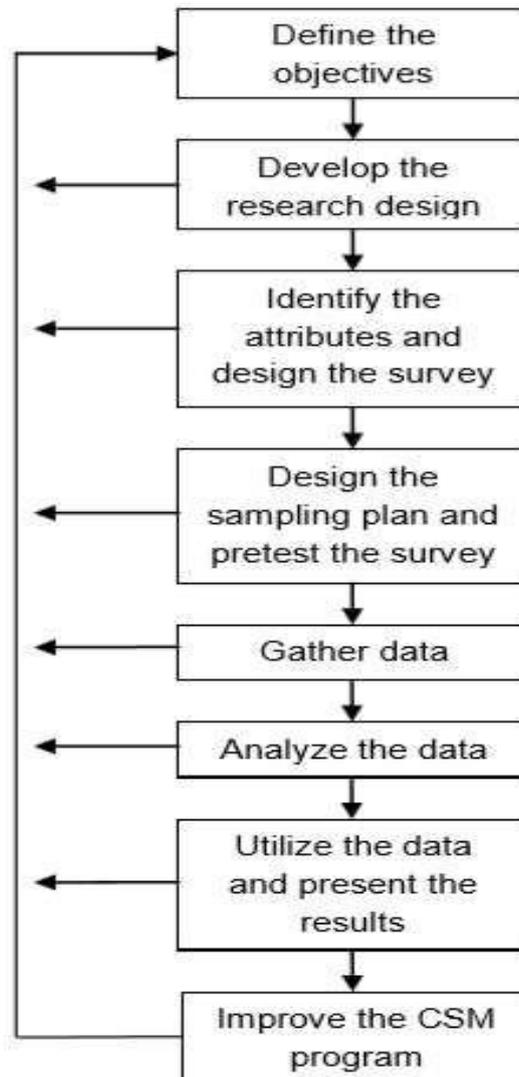 Define the
objectives
Develop the
research design
Identify the
attributes and
design the survey
Design the
sampling plan and
pretest the survey
Gather data
Analyze the data
Utilize the data
and present the
results
Improve the CSM
program